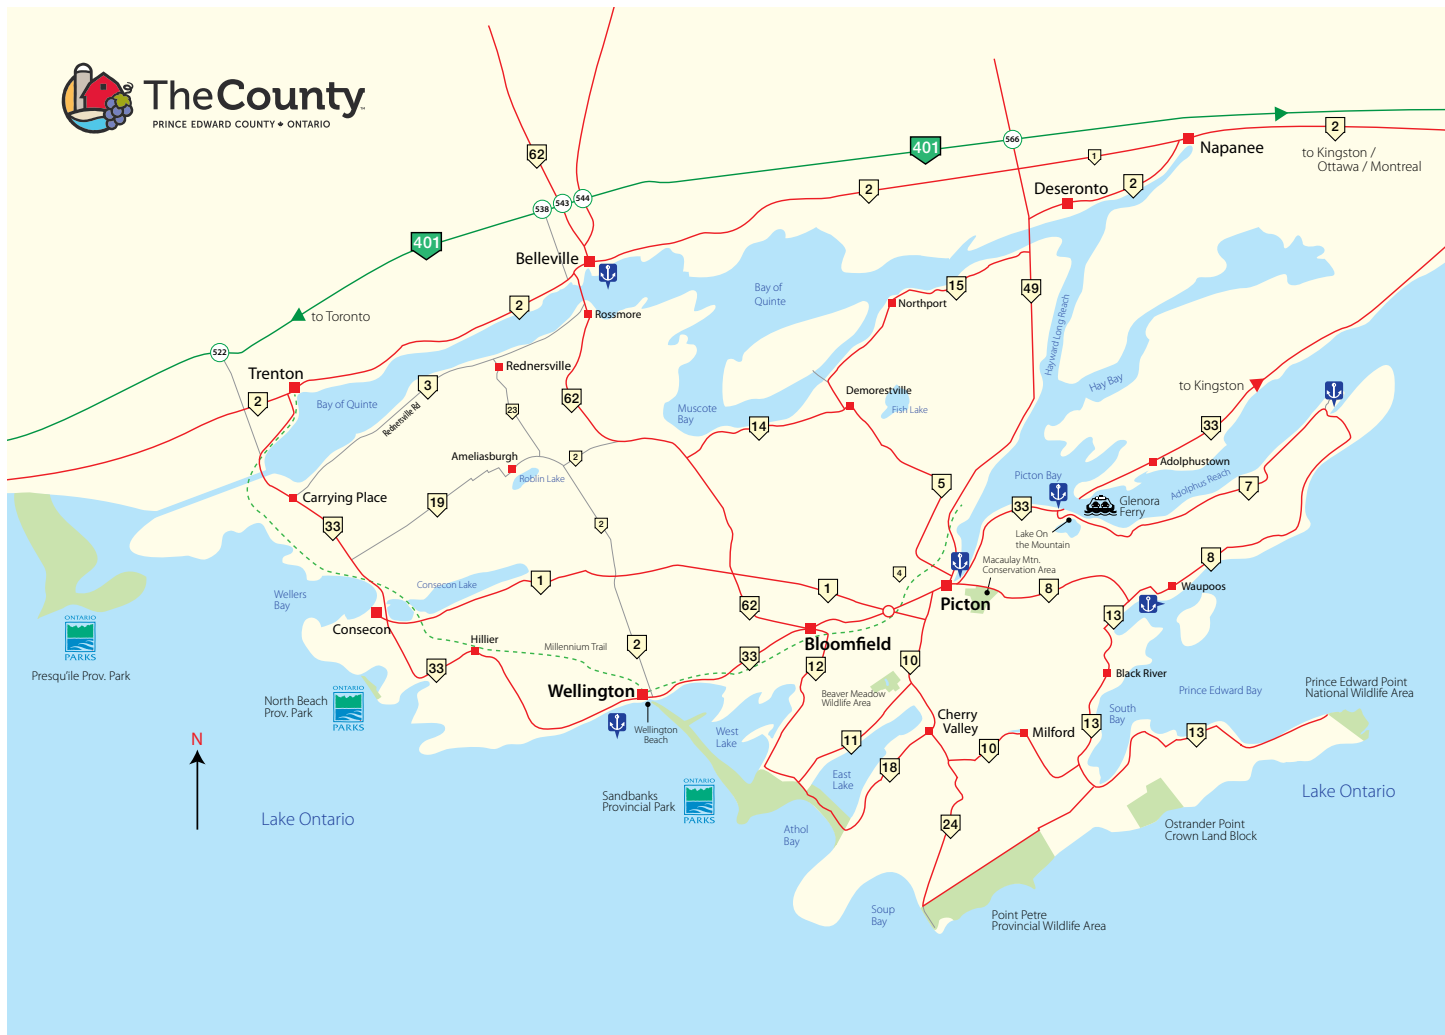 TheCounty
PRINCE EDWARD COUNTY ONTARIO
62
401
566
2
Napanee
to Kingston /
Ottawa / Montreal
1
2
2
Deseronto
538
543
544
401
Belleville
Bay of
Quinte
15
Northport
49
Hayward Long Reach
2
Rossmore
to Toronto
522
Trenton
2
Bay of Quinte
3
Rednersville Rd
Rednersville
23
62
Muscote
Bay
14
Demorestville
Fish Lake
Hay Bay
to Kingston
33
Adolphustown
Adolphus Reach
7
Ameliasburgh
Roblin Lake
2
Carrying Place
19
33
2
5
Picton Bay
33
Glenora
Ferry
Lake On
the Mountain
Macaulay Mtn.
Conservation Area
8
8
Waupoos
4
Picton
Wellers
Bay
Consecon Lake
1
1
62
Consecon
Hillier
33
Millennium Trail
2
33
Bloomfield
12
10
13
Black River
ONTARIO
PARKS
Presqu'ile Prov. Park
North Beach
Prov. Park
ONTARIO
PARKS
Wellington
Wellington
Beach
Beaver Meadow
Wildlife Area
Cherry
Valley
West
Lake
11
18
East
Lake
10
Milford
13
South
Bay
Prince Edward Bay
13
Prince Edward Point
National Wildlife Area
N
Lake Ontario
Sandbanks
Provincial Park
ONTARIO
PARKS
Athol
Bay
24
Ostrander Point
Crown Land Block
Lake Ontario
Soup
Bay
Point Petre
Provincial Wildlife Area